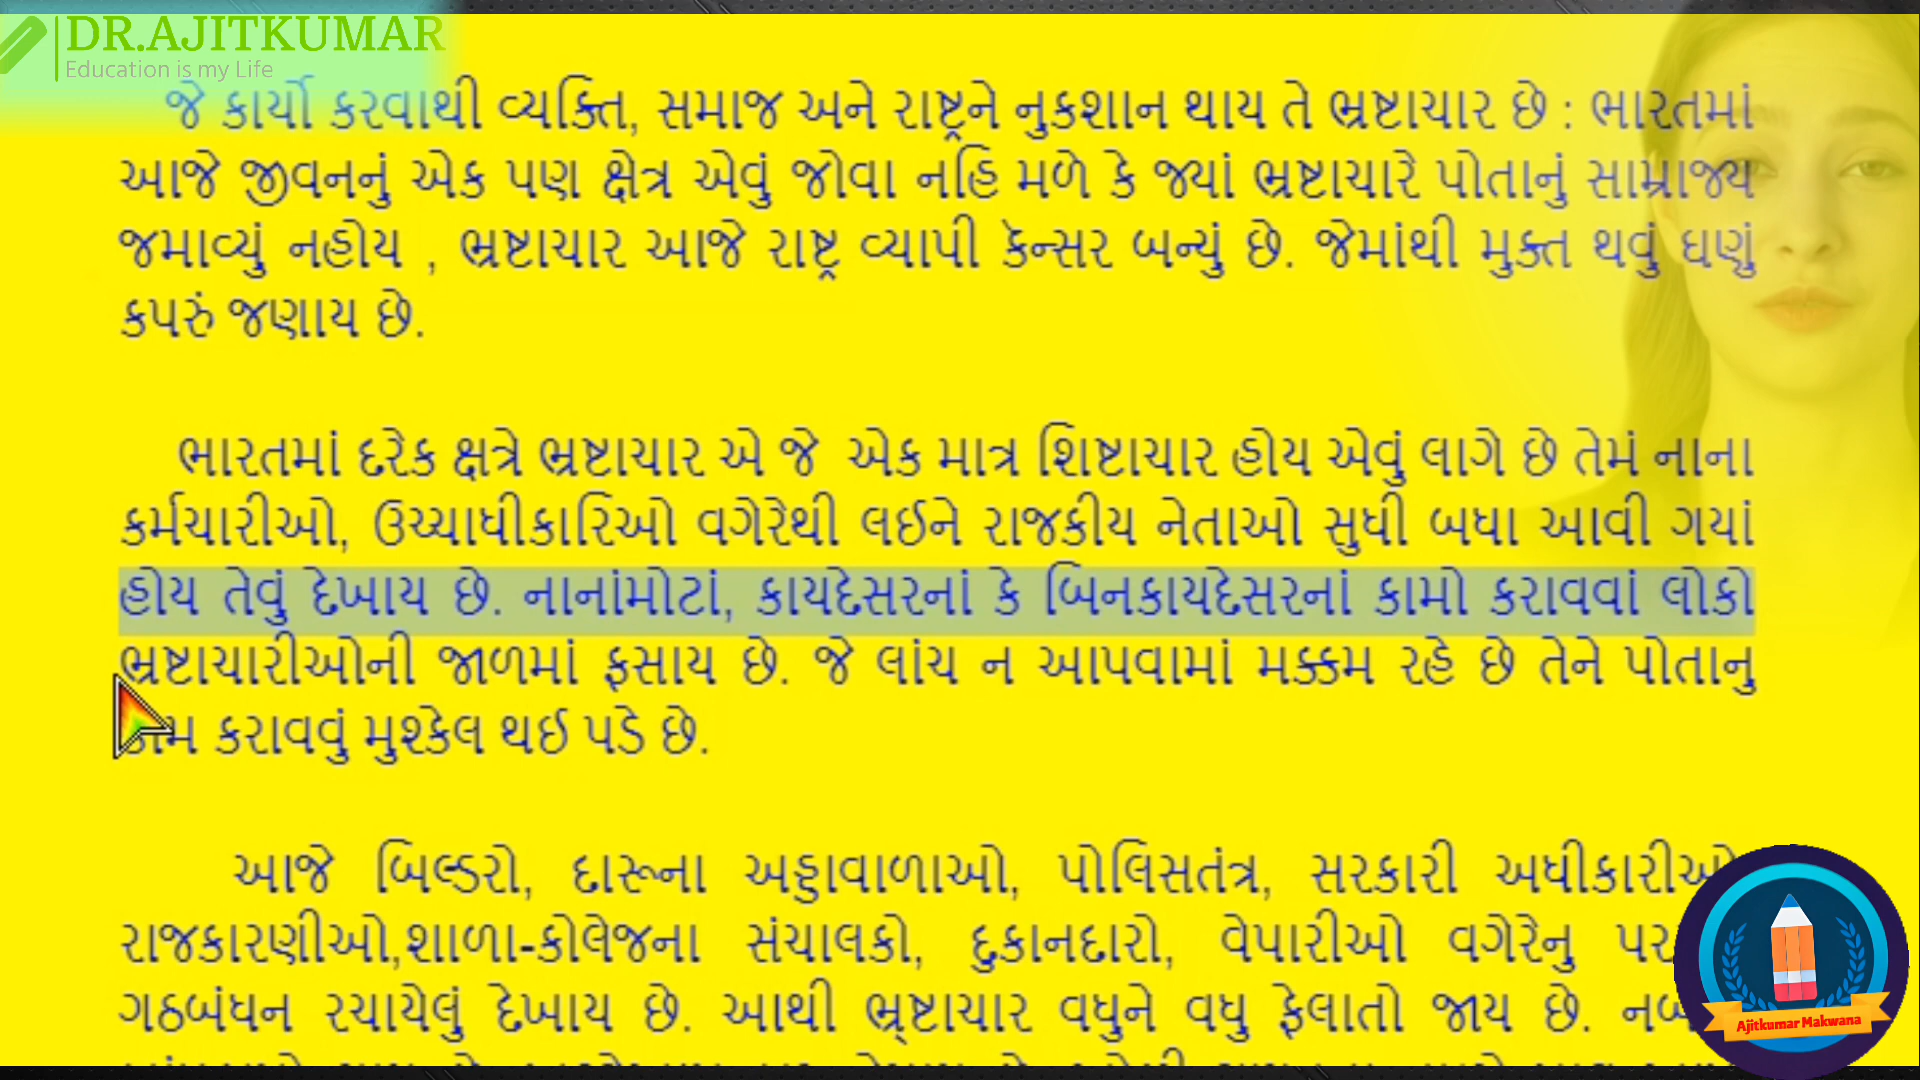 DR.AJITKUMAR
Education is my Life
જે કાર્યો કરવાથી વ્યક્તિ, સમાજ અને રાષ્ટ્રને નુકશાન થાય તે ભ્રષ્ટાચાર છે : ભારતમાં
આજે જીવનનું એક પણ ક્ષેત્ર એવું જોવા નહિ મળે કે જ્યાં ભ્રષ્ટાચારે પોતાનું સામ્રાજ્ય
જમાવ્યું નહોય , ભ્રષ્ટાચાર આજે રાષ્ટ્ર વ્યાપી કેન્સર બન્યું છે. જેમાંથી મુક્ત થવું ઘણું
કપરું જણાય છે.
ભારતમાં દરેક ક્ષત્રે ભ્રષ્ટાચાર એ જે એક માત્ર શિષ્ટાચાર હોય એવું લાગે છે તેમં નાના
કર્મચારીઓ, ઉચ્ચાધીકારિઓ વગેરેથી લઈને રાજકીય નેતાઓ સુધી બધા આવી ગયાં
હોય તેવું દેખાય છે. નાનાંમોટાં, કાયદેસરનાં કે બિનકાયદેસરનાં કામો કરાવવાં લોકો
ભ્રષ્ટાચારીઓની જાળમાં ફસાય છે. જે લાંચ ન આપવામાં મક્કમ રહે છે તેને પોતાનુ
કામ કરાવવું મુશ્કેલ થઈ પડે છે.
આજે બિલ્ડરો, દારૂના અડ્ડાવાળાઓ, પોલિસતંત્ર, સરકારી અધીકારીઓ
રાજકારણીઓ,શાળા-કોલેજના સંચાલકો, દુકાનદારો, વેપારીઓ વગેરેનુ
ગઠબંધન રચાયેલું દેખાય છે. આથી ભ્ર્ષ્ટાચાર વધુને વધુ ફેલાતો જાય છે.
Ajitkumar Makwana